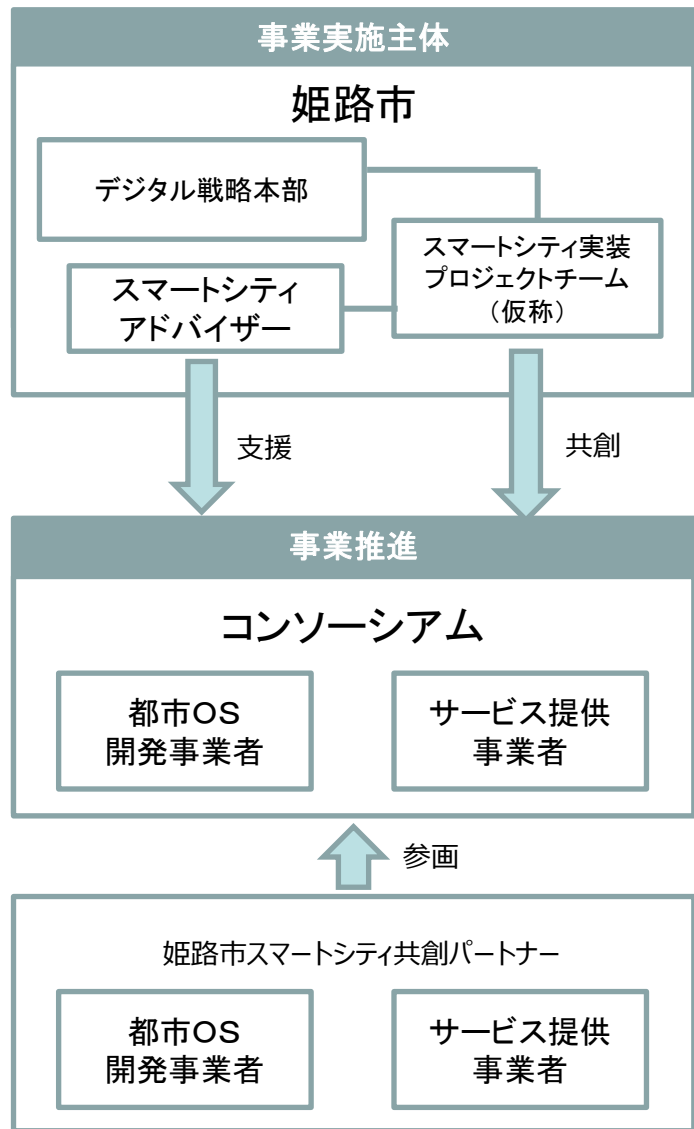 事業実施主体
姫路市
デジタル戦略本部
スマートシティ実装
プロジェクトチーム
（仮称）
スマートシティ
アドバイザー
支援
共創
事業推進
コンソーシアム
都市OS
開発事業者
サービス提供
事業者
参画
姫路市スマートシティ共創パートナー
都市OS
開発事業者
サービス提供
事業者